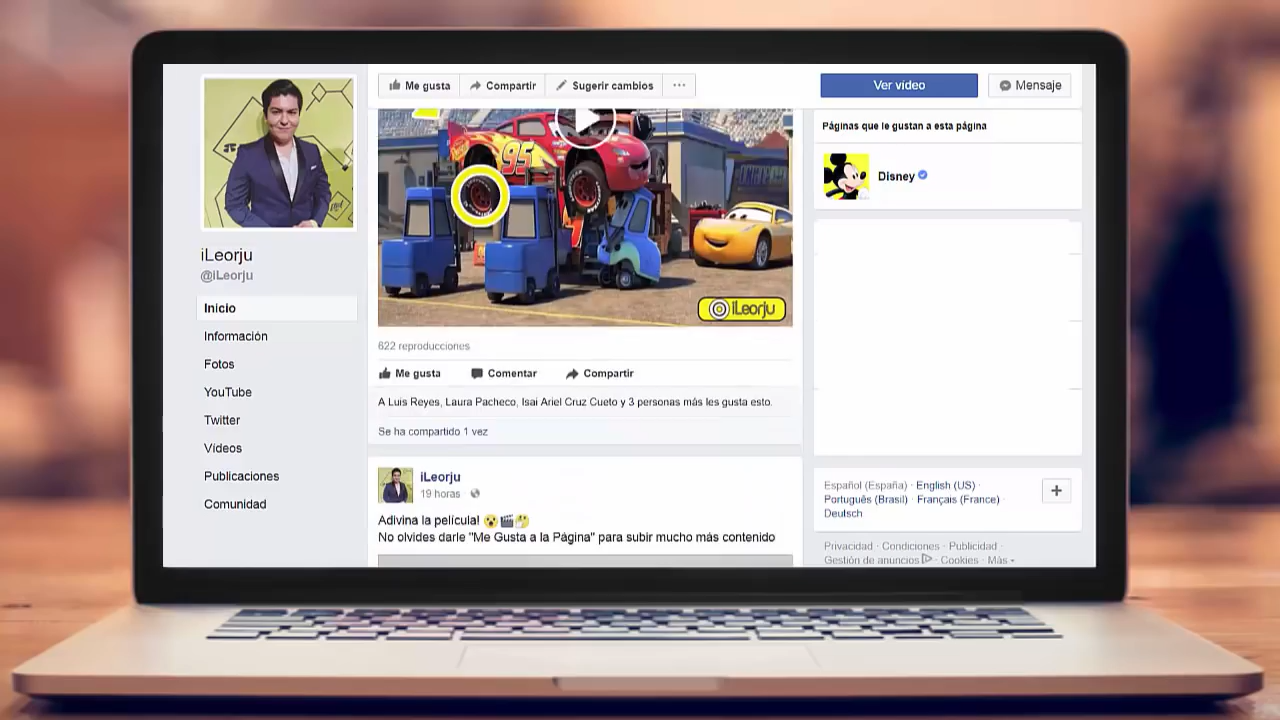 Me gusta
Compartir
Sugerir cambios
Ver vídeo
Mensaje
Páginas que le gustan a esta página
Disney
95
iLeorju
iLeorju
@iLeorju
Inicio
Información
Fotos
YouTube
Twitter
Vídeos
Publicaciones
Comunidad
622 reproducciones
Me gusta
Comentar
Compartir
A Luis Reyes, Laura Pacheco, Isai Ariel Cruz Cueto y 3 personas más les gusta esto.
Se ha compartido 1 vez
iLeorju
19 horas
Adivina la película! 😮🎬🤔
No olvides darle "Me Gusta a la Página" para subir mucho más contenido
Español (España) · English (US) ·
Português (Brasil) · Français (France) ·
Deutsch
Privacidad · Condiciones · Publicidad ·
Gestión de anuncios · Cookies · Más